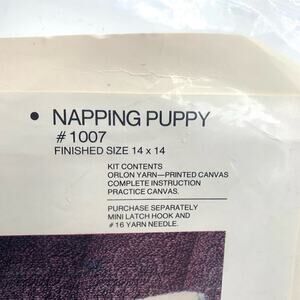 • NAPPING PUPPY
# 1007
FINISHED SIZE 14 x 14
KIT CONTENTS
ORLON YARN—PRINTED CANVAS
COMPLETE INSTRUCTION
PRACTICE CANVAS.
PURCHASE SEPARATELY
MINI LATCH HOOK AND
# 16 YARN NEEDLE.